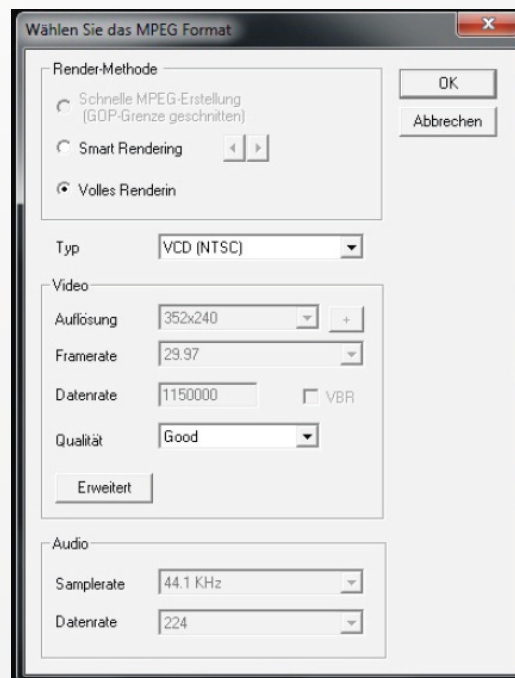 Wählen Sie das MPEG Format
Render-Methode
Schnelle MPEG-Erstellung
(GOP-Grenze geschnitten)
Smart Rendering
Volles Renderin
OK
Abbrechen
Typ
VCD (NTSC)
Video
Auflösung
352x240
+
Framerate
29.97
Datenrate
1150000
VBR
Qualität
Good
Erweitert
Audio
Samplerate
44.1 KHz
Datenrate
224